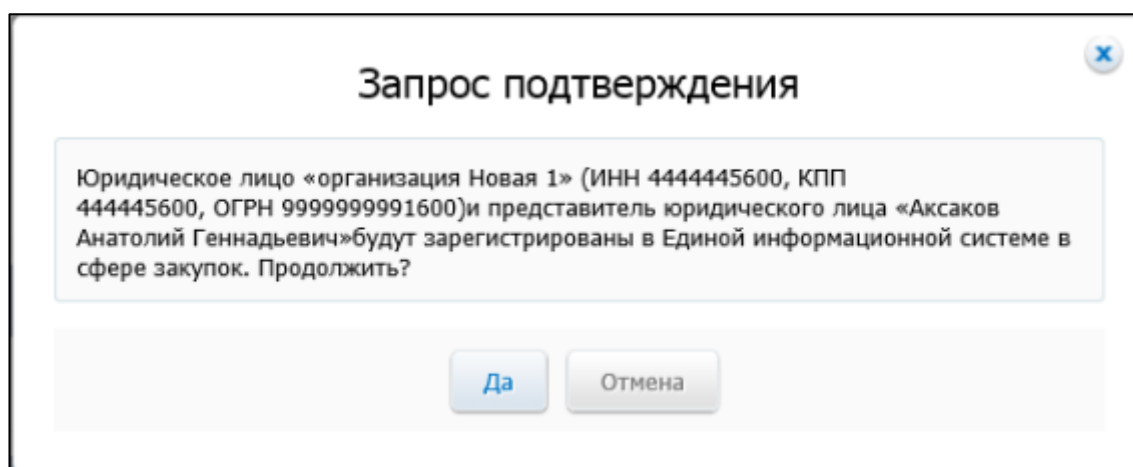 Запрос подтверждения
Юридическое лицо «организация Новая 1» (ИНН 4444445600, КПП
444445600, ОГРН 9999999991600)и представитель юридического лица «Аксаков
Анатолий Геннадьевич»будут зарегистрированы в Единой информационной системе в
сфере закупок. Продолжить?
Да
Отмена